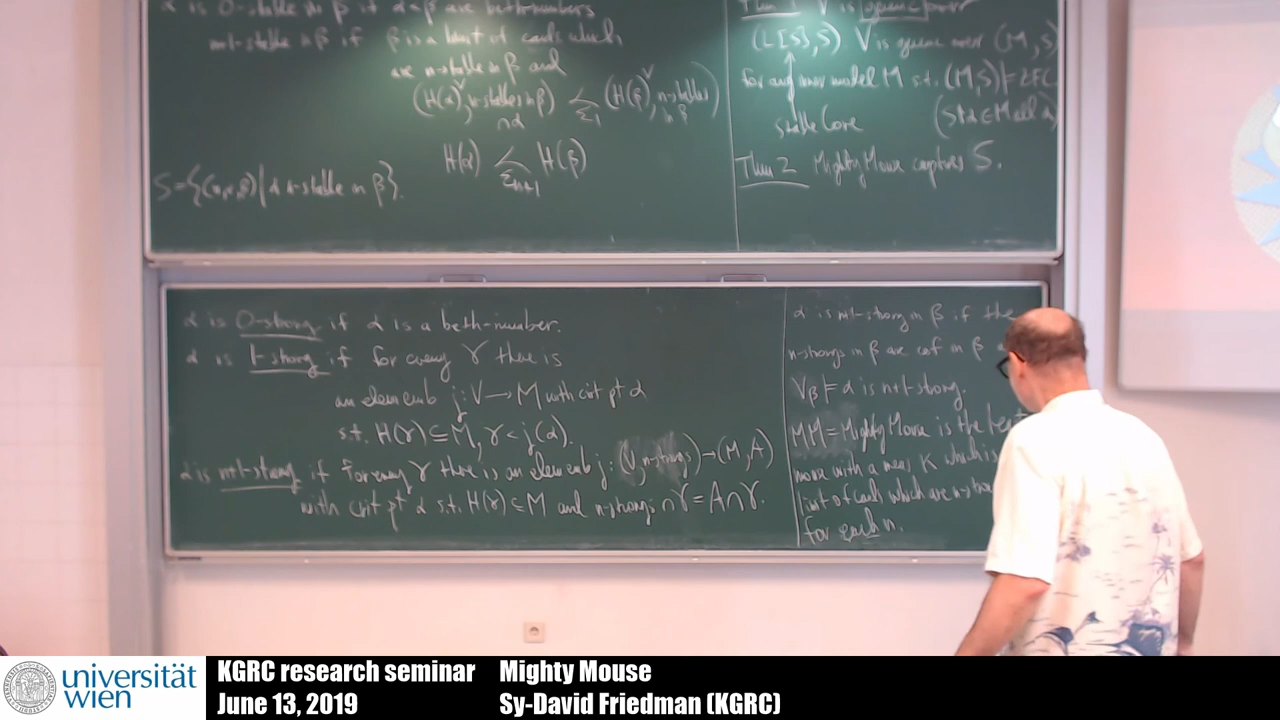 α is 0-stable in β if α<β are beth-numbers
n+1-stable in β if β is a limit of cards which
are n-stable in β and
(H(α)^V, n-stables in β ∩α) ≺_Σ1 (H(β)^V, n-stables in β)
H(α) ≺_Σn+1 H(β)
S={(α,n,β) | α n-stable in β}.
Thm 1 V is generic over
(L[S],S) V is generic over (M,S)
for any inner model M s.t. (M,S)⊨ZFC
Stable Core
Thm 2 Mighty Mouse captures S.
α is 0-strong if α is a beth-number.
α is 1-strong if for every γ there is
an elem emb j:V→M with crit pt α
s.t. H(γ)⊆M, γ<j(α).
α is n+1-strong if for every γ there is an elem emb j:(V,n-strongs)→(M,A)
with crit pt α s.t. H(γ)⊆M and n-strongs∩γ=A∩γ.
α is n+1-strong in β if the
n-strongs in β are cof in β
V_β⊨α is n+1-strong.
MM=Mighty Mouse is the least
mouse with a meas K which is
limit of cards which are n-strong
for each n.
universität
wien
KGRC research seminar Mighty Mouse
June 13, 2019 Sy-David Friedman (KGRC)